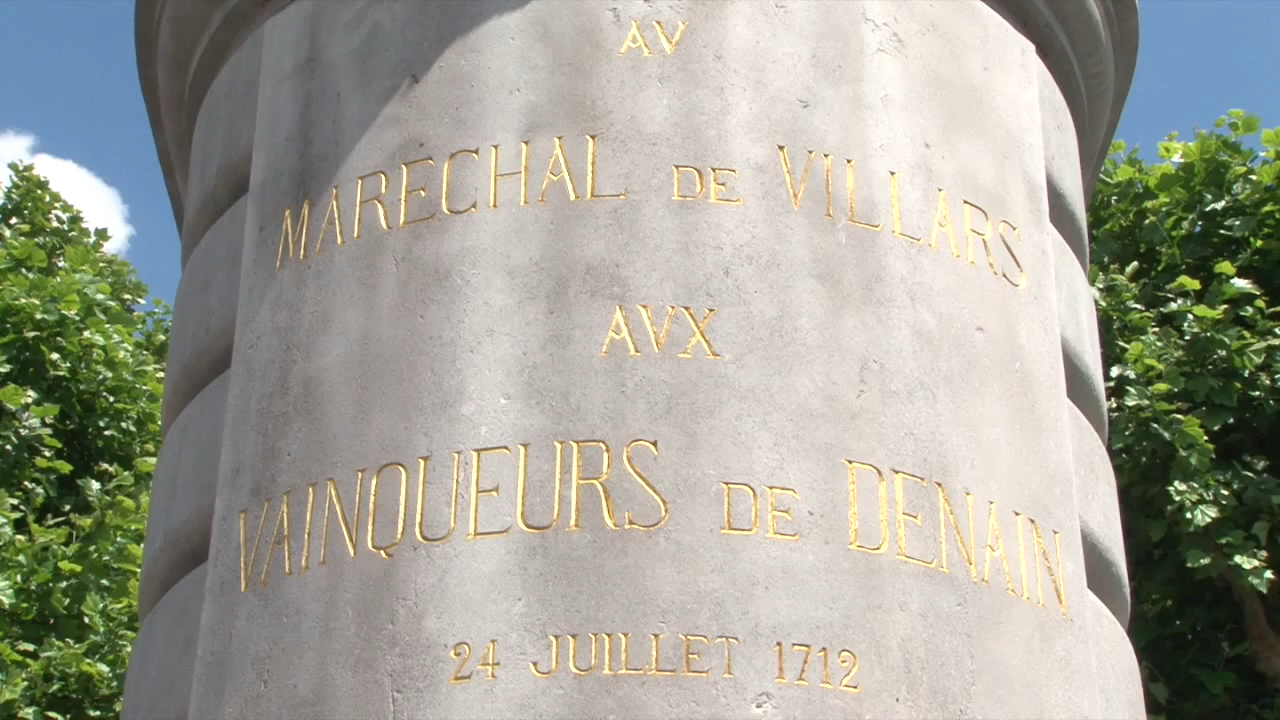 AV
MARECHAL DE VILLARS
AVX
VAINQUEURS DE DENAIN
24 JUILLET 1712